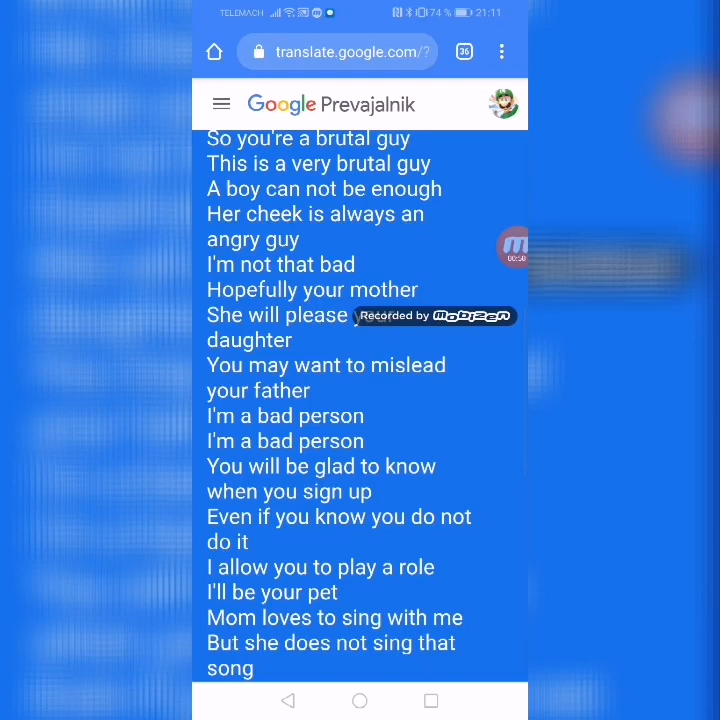 TELEMACH
74 % 21:11
translate.google.com/?
36
Google Prevajalnik
So you're a brutal guy
This is a very brutal guy
A boy can not be enough
Her cheek is always an
angry guy
00:50
I'm not that bad
Hopefully your mother
She will please
Recorded by mobizen
daughter
You may want to mislead
your father
I'm a bad person
I'm a bad person
You will be glad to know
when you sign up
Even if you know you do not
do it
I allow you to play a role
I'll be your pet
Mom loves to sing with me
But she does not sing that
song